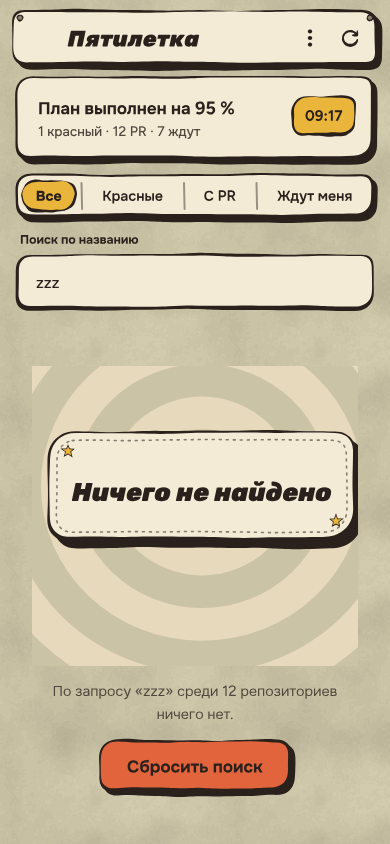 Пятилетка
План выполнен на 95 %
1 красный · 12 PR · 7 ждут
09:17
Все
Красные
С PR
Ждут меня
Поиск по названию
zzz
Ничего не найдено
По запросу «zzz» среди 12 репозиториев
ничего нет.
Сбросить поиск